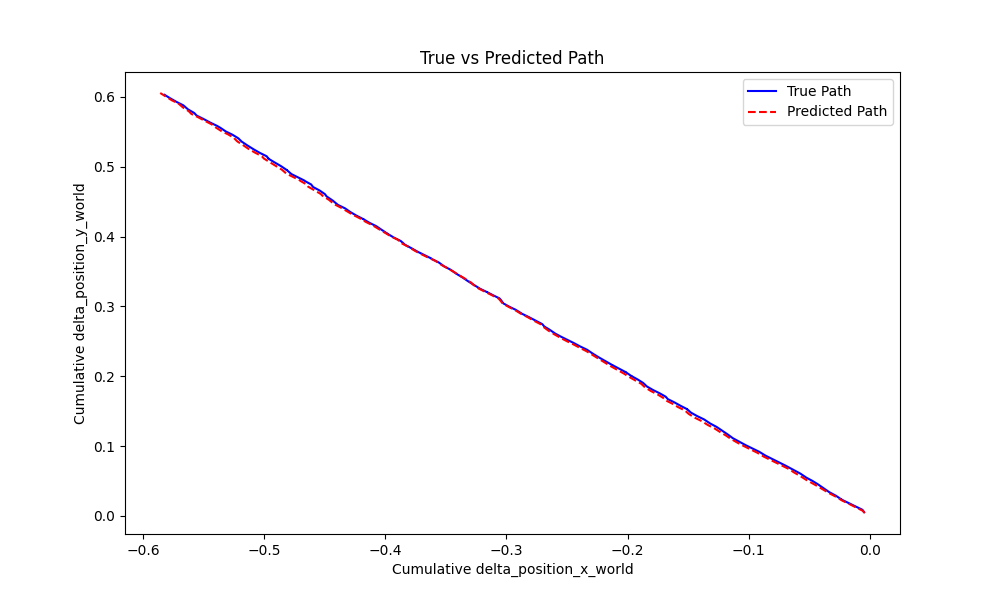 True vs Predicted Path
True Path
Predicted Path
0.6
0.5
0.4
0.3
0.2
0.1
0.0
Cumulative delta_position_y_world
−0.6 −0.5 −0.4 −0.3 −0.2 −0.1 0.0
Cumulative delta_position_x_world